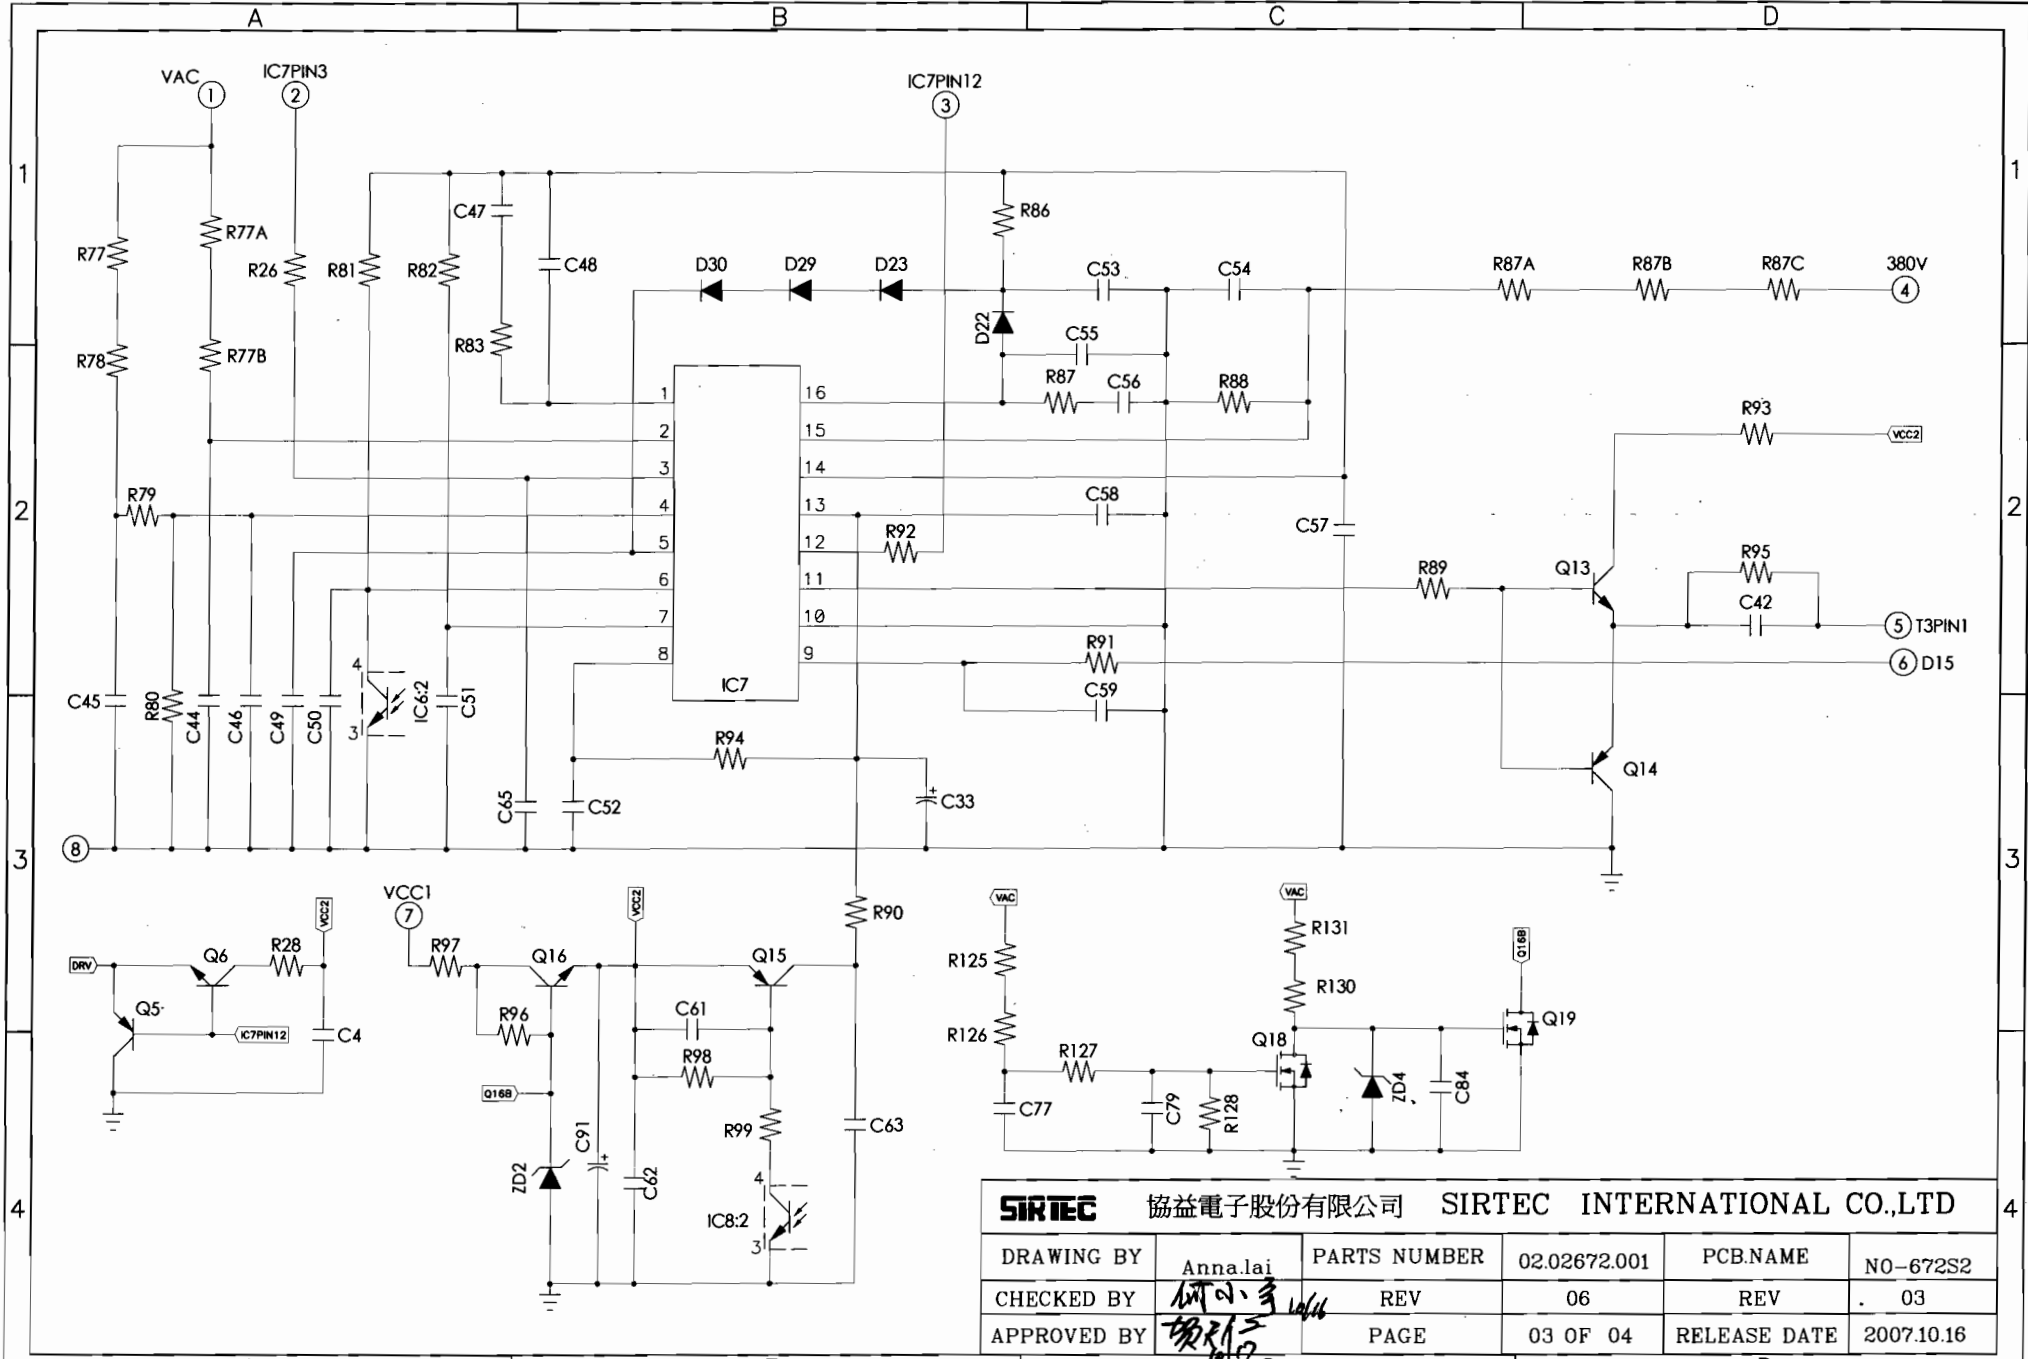 A B C D
VAC IC7PIN3 IC7PIN12
1 2 3
1 1
C47 R86
R77 R77A R26 R81 R82 C48 D30 D29 D23 C53 C54 R87A R87B R87C 380V
4
D22 C55
R78 R77B R83
R87 C56 R88
1 16
R93
2 15 VCC2
3 14
2 R79 4 13 C58 C57 2
5 12 R92
6 11 R89 Q13 R95
C42
7 10 5 T3PIN1
8 9 R91 6 D15
IC7
4
C45 R80 C44 C46 C49 C50 IC6:2 C51 C59
3
R94
Q14
C65 C52 + C33
8
3 3
VCC1
7
VCC2 VCC2 R90 VAC VAC
R131 Q16B
DRV Q6 R28 R97 Q16 Q15 R125
R130
Q5 R96 C61 Q19
IC7PIN12 C4 R126 Q18
R98 R127
Q16B ZD4 C84
C77 C79 R128
R99 C63
C91 +
ZD2 C62
4
4 4
IC8:2
3
SIRTEC 協益電子股份有限公司 SIRTEC INTERNATIONAL CO.,LTD
DRAWING BY Anna.lai PARTS NUMBER 02.02672.001 PCB.NAME NO-672S2
CHECKED BY REV 06 REV 03
APPROVED BY PAGE 03 OF 04 RELEASE DATE 2007.10.16